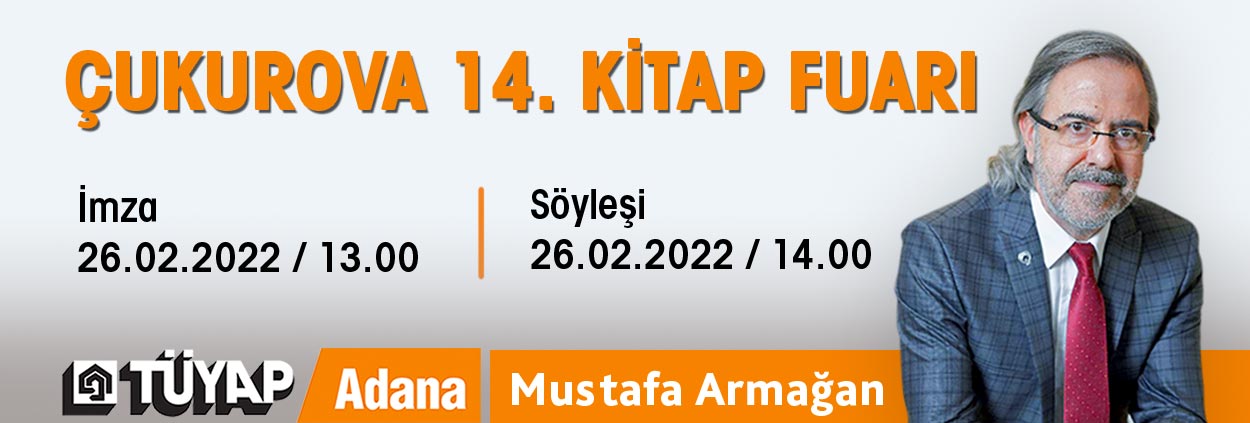 ÇUKUROVA 14. KİTAP FUARI
İmza
26.02.2022 / 13.00
Söyleşi
26.02.2022 / 14.00
TÜYAP
Adana
Mustafa Armağan